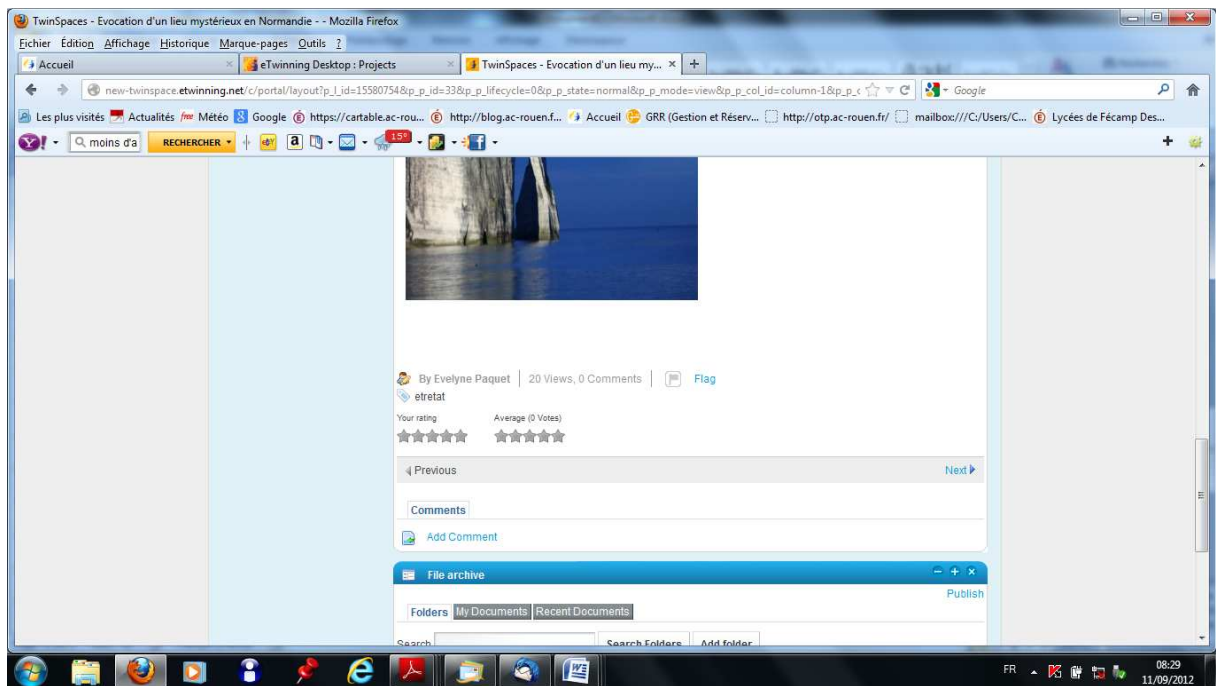 TwinSpaces - Evocation d'un lieu mystérieux en Normandie - - Mozilla Firefox
Fichier Édition Affichage Historique Marque-pages Outils ?
Accueil eTwinning Desktop : Projects TwinSpaces - Evocation d'un lieu my...
new-twinspace.etwinning.net/c/portal/layout?p_l_id=15580754&p_p_id=33&p_p_lifecycle=0&p_p_state=normal&p_p_mode=view&p_p_col_id=column-1&p_p_c Google
Les plus visités Actualités Météo Google https://cartable.ac-rou... http://blog.ac-rouen.f... Accueil GRR (Gestion et Réserv... http://otp.ac-rouen.fr/ mailbox:///C:/Users/C... Lycées de Fécamp Des...
Y! moins d'a RECHERCHER eBY a 15°
By Evelyne Paquet 20 Views, 0 Comments Flag
etretat
Your rating Average (0 Votes)
Previous Next
Comments
Add Comment
File archive
Publish
Folders My Documents Recent Documents
Search Search Folders Add folder
FR 08:29
11/09/2012